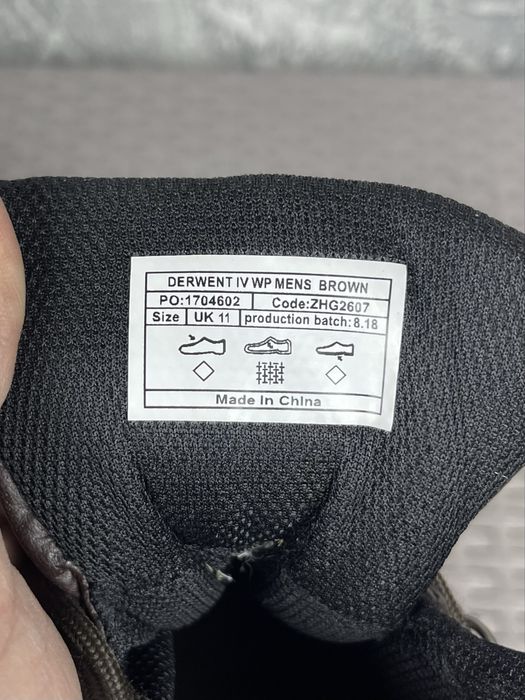 DERWENT IV WP MENS BROWN
PO:1704602 Code:ZHG2607
Size UK 11 production batch:8.18
Made In China